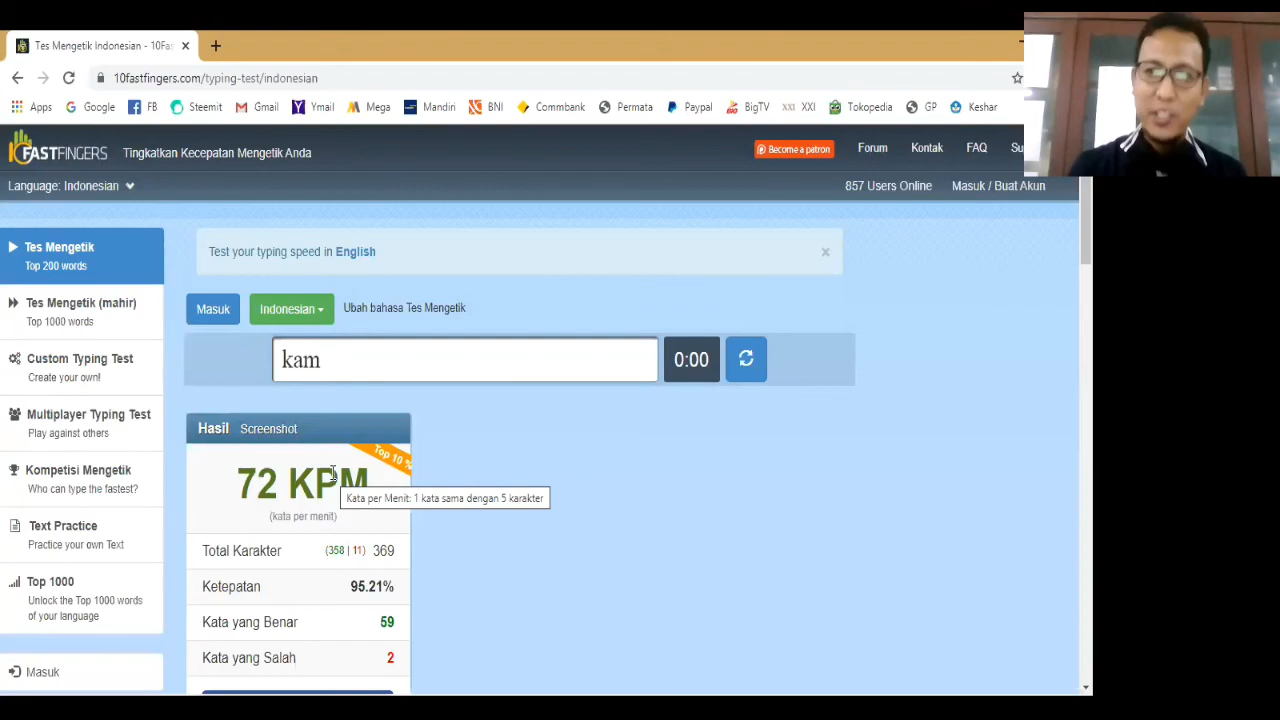 Tes Mengetik Indonesian - 10Fas
10fastfingers.com/typing-test/indonesian
Apps Google FB Steemit Gmail Ymail Mega Mandiri BNI Commbank Permata Paypal BigTV XXI XXI Tokopedia GP Keshar
10FASTFINGERS Tingkatkan Kecepatan Mengetik Anda Become a patron Forum Kontak FAQ Su
Language: Indonesian 857 Users Online Masuk / Buat Akun
Tes Mengetik
Top 200 words
Tes Mengetik (mahir)
Top 1000 words
Custom Typing Test
Create your own!
Multiplayer Typing Test
Play against others
Kompetisi Mengetik
Who can type the fastest?
Text Practice
Practice your own Text
Top 1000
Unlock the Top 1000 words
of your language
Masuk
Test your typing speed in English ×
Masuk Indonesian Ubah bahasa Tes Mengetik
kam 0:00
Hasil Screenshot
Top 10 %
72 KPM
Kata per Menit: 1 kata sama dengan 5 karakter
(kata per menit)
Total Karakter (358 | 11) 369
Ketepatan 95.21%
Kata yang Benar 59
Kata yang Salah 2